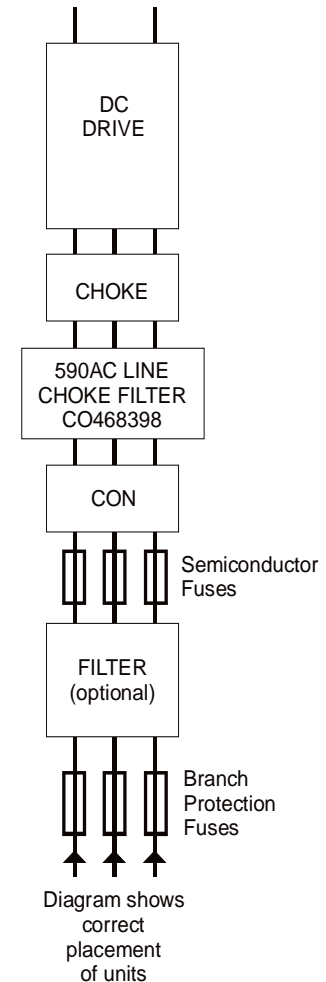 DC
DRIVE
CHOKE
590AC LINE
CHOKE FILTER
CO468398
CON
Semiconductor
Fuses
FILTER
(optional)
Branch
Protection
Fuses
Diagram shows
correct
placement
of units